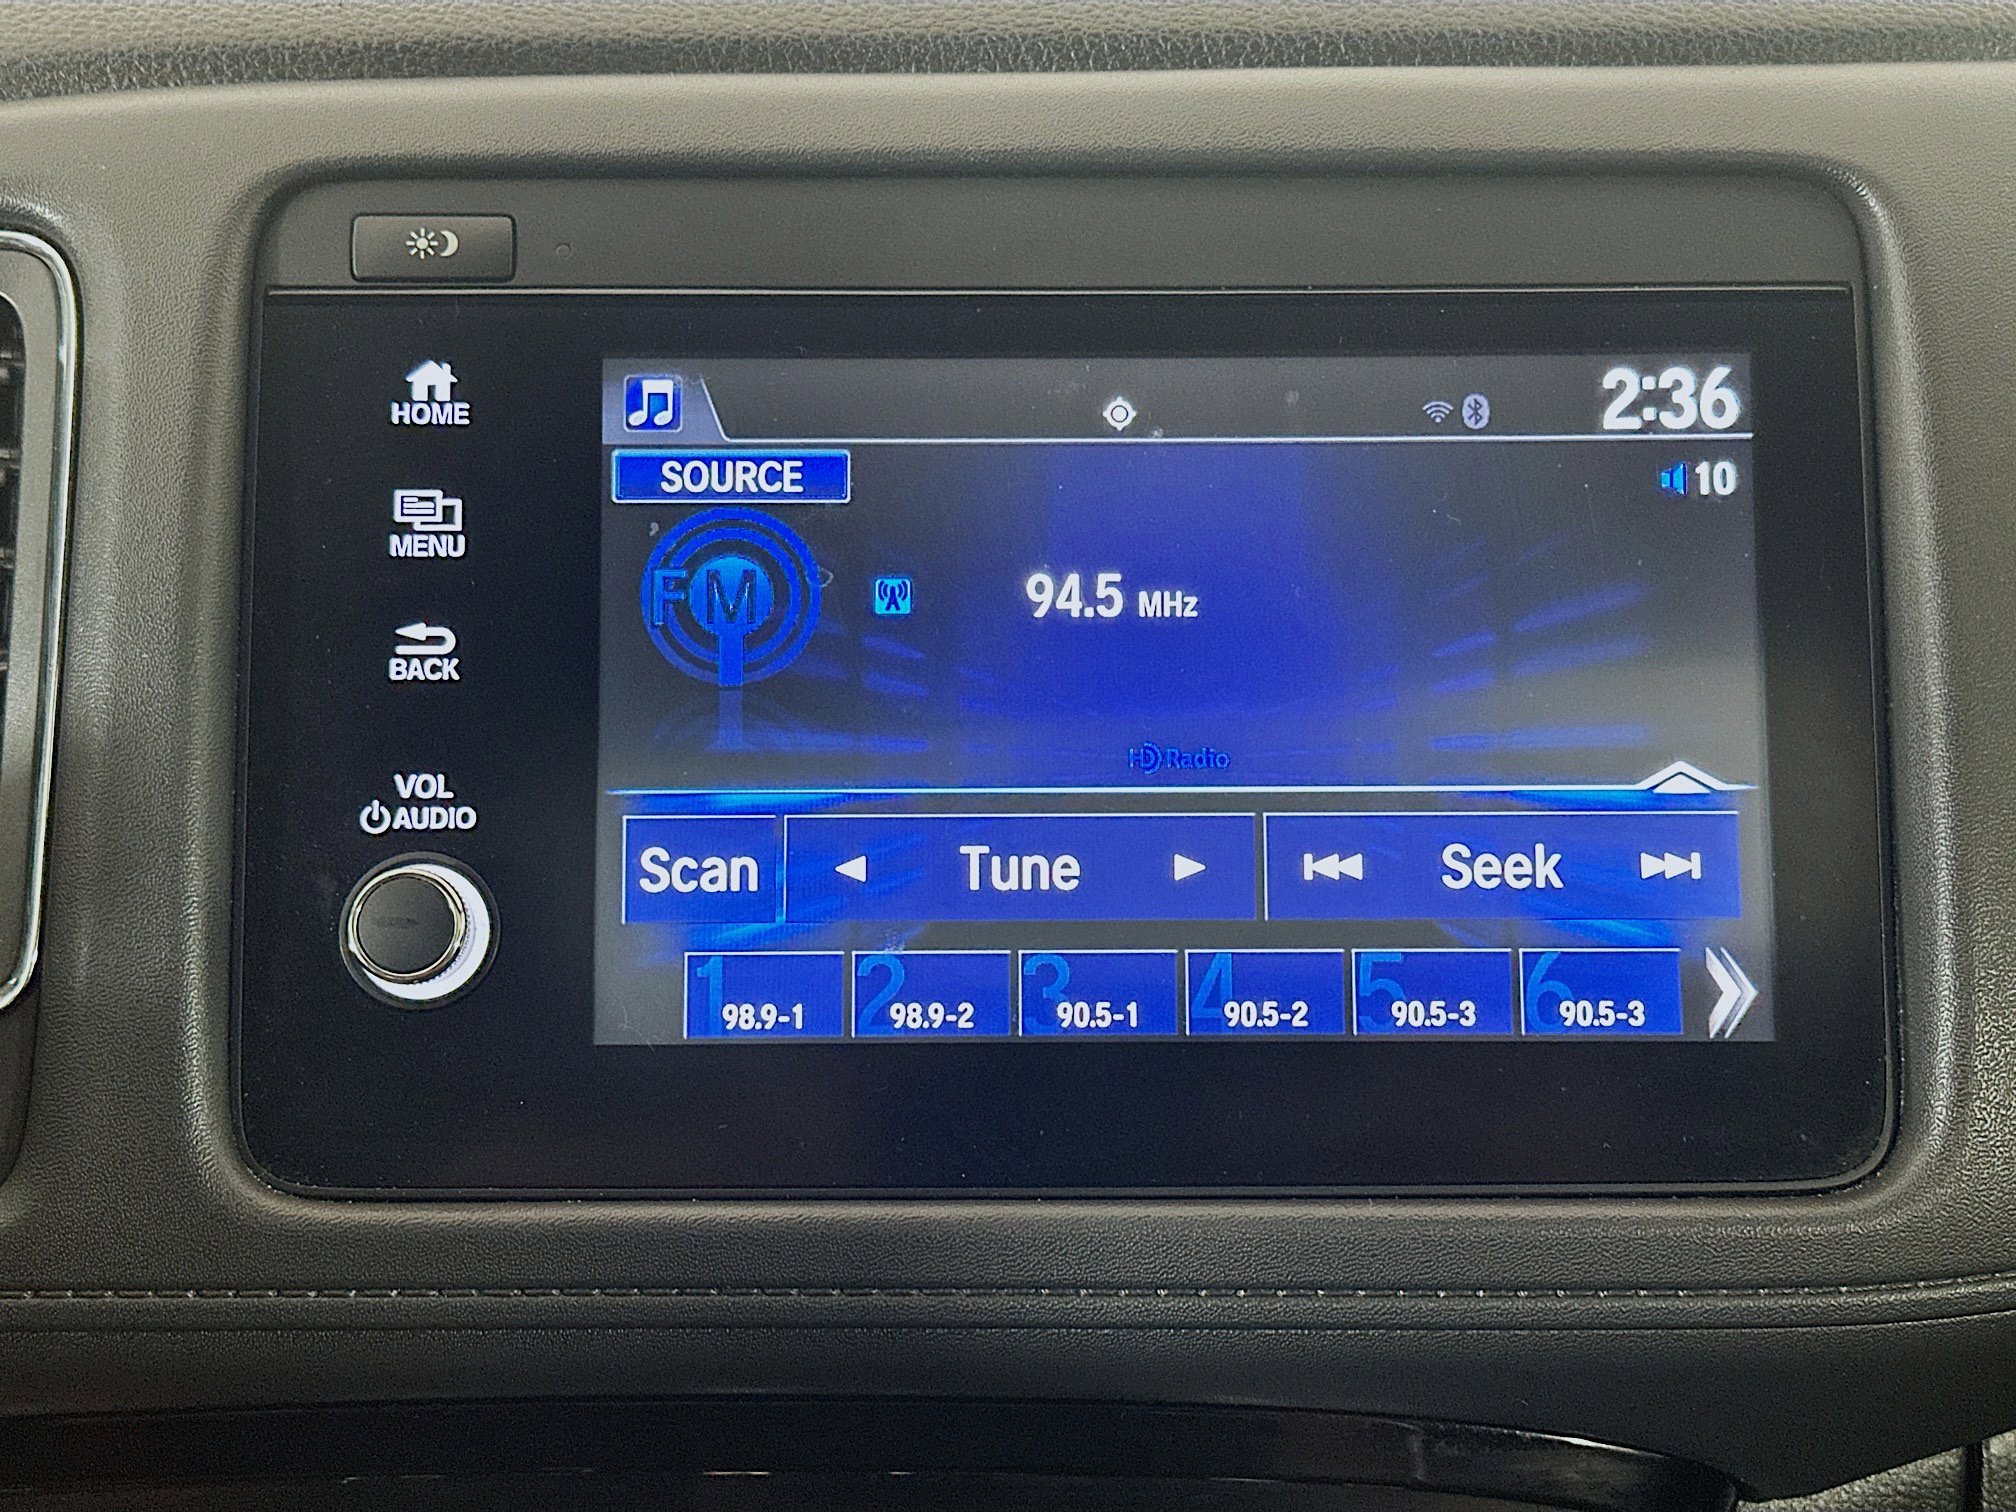 HOME
MENU
BACK
VOL
AUDIO
2:36
SOURCE
10
FM
94.5 MHz
HD Radio
Scan
Tune
Seek
1 98.9-1
2 98.9-2
3 90.5-1
4 90.5-2
5 90.5-3
6 90.5-3